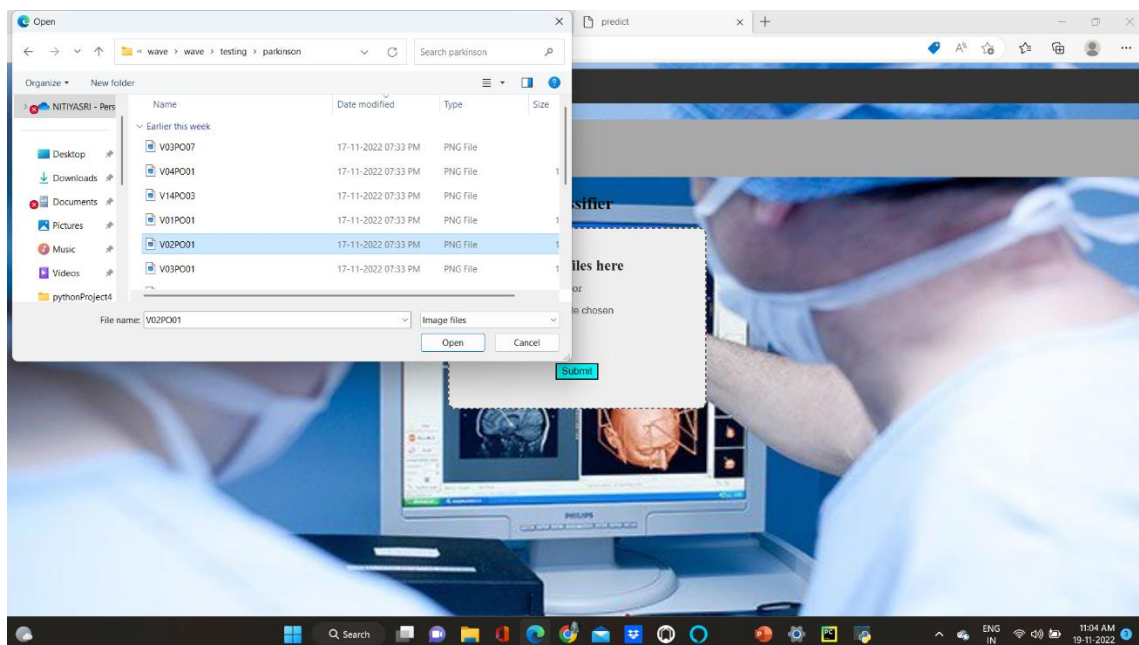 Open
predict
« wave > wave > testing > parkinson
Search parkinson
Organize
New folder
NITIYASRI - Pers
Name
Date modified
Type
Size
Earlier this week
V03PO07 17-11-2022 07:33 PM PNG File
Desktop
V04PO01 17-11-2022 07:33 PM PNG File 1
Downloads
V14PO03 17-11-2022 07:33 PM PNG File
Documents
V01PO01 17-11-2022 07:33 PM PNG File 1
Pictures
V02PO01 17-11-2022 07:33 PM PNG File 1
Music
V03PO01 17-11-2022 07:33 PM PNG File 1
Videos
pythonProject4
File name: V02PO01
Image files
Open
Cancel
ssifier
iles here
or
le chosen
Submit
PHILIPS
Search
ENG
IN
11:04 AM
19-11-2022